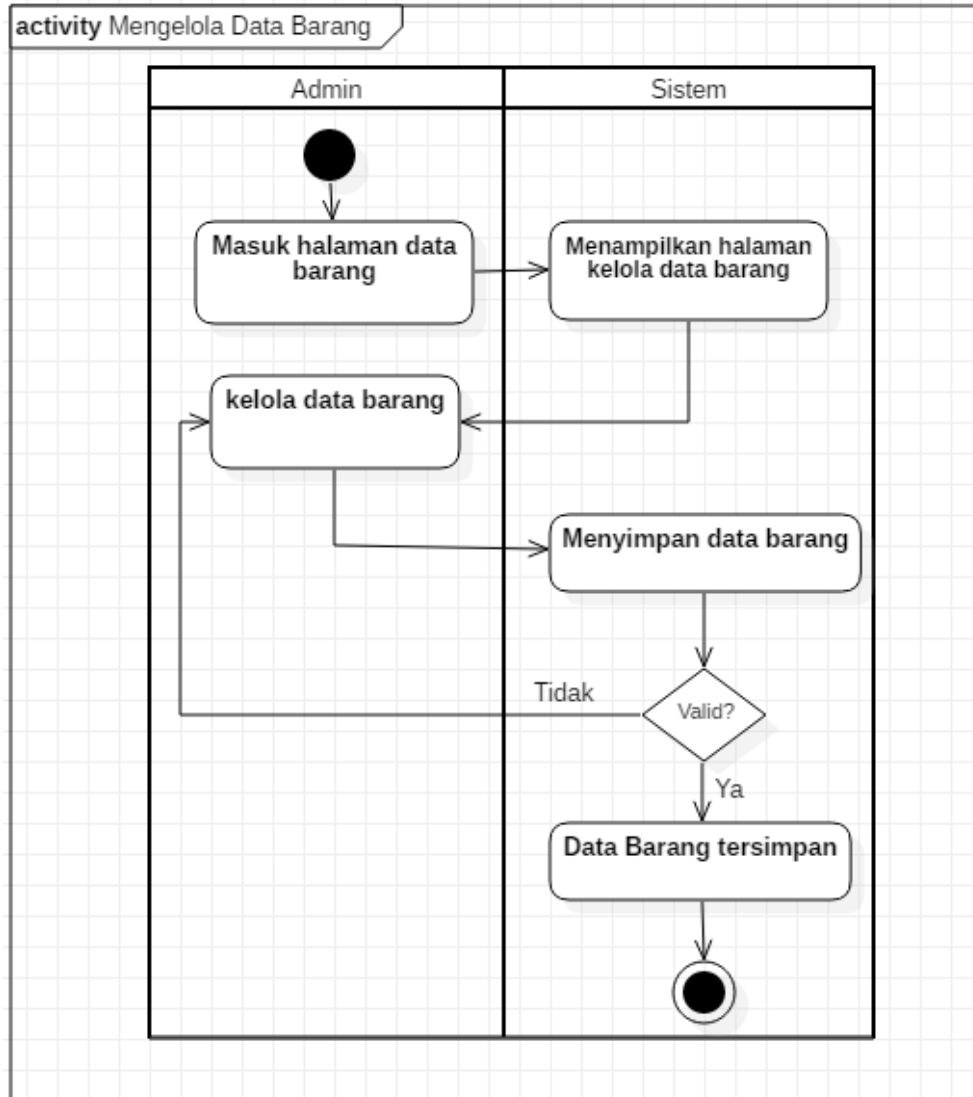 activity Mengelola Data Barang
Admin
Sistem
Masuk halaman data
barang
Menampilkan halaman
kelola data barang
kelola data barang
Menyimpan data barang
Tidak
Valid?
Ya
Data Barang tersimpan